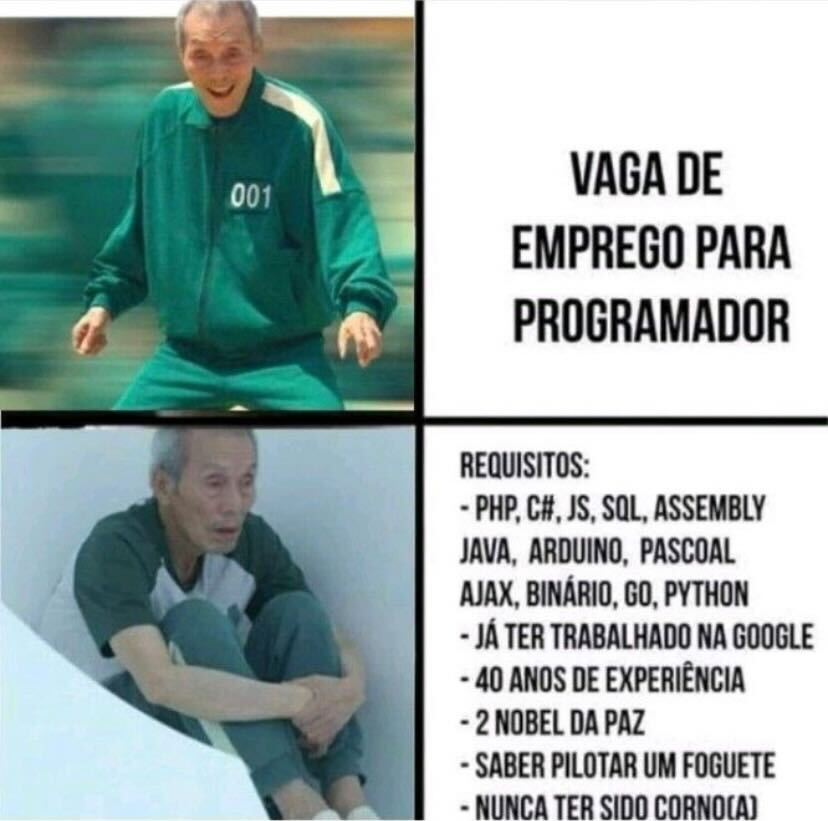 001
VAGA DE
EMPREGO PARA
PROGRAMADOR
REQUISITOS:
- PHP, C#, JS, SQL, ASSEMBLY
JAVA, ARDUINO, PASCOAL
AJAX, BINÁRIO, GO, PYTHON
- JÁ TER TRABALHADO NA GOOGLE
- 40 ANOS DE EXPERIÊNCIA
- 2 NOBEL DA PAZ
- SABER PILOTAR UM FOGUETE
- NUNCA TER SIDO CORNO(A)